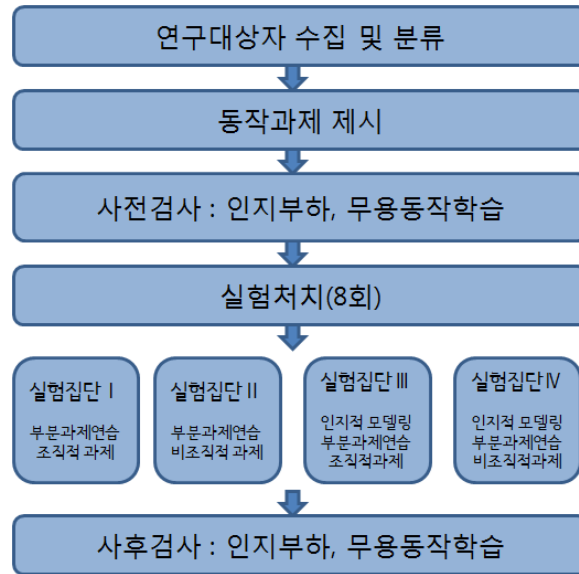 연구대상자 수집 및 분류
동작과제 제시
사전검사 : 인지부하, 무용동작학습
실험처치(8회)
실험집단 Ⅰ
부분과제연습
조직적 과제
실험집단 Ⅱ
부분과제연습
비조직적 과제
실험집단 Ⅲ
인지적 모델링
부분과제연습
조직적과제
실험집단 Ⅳ
인지적 모델링
부분과제연습
비조직적과제
사후검사 : 인지부하, 무용동작학습